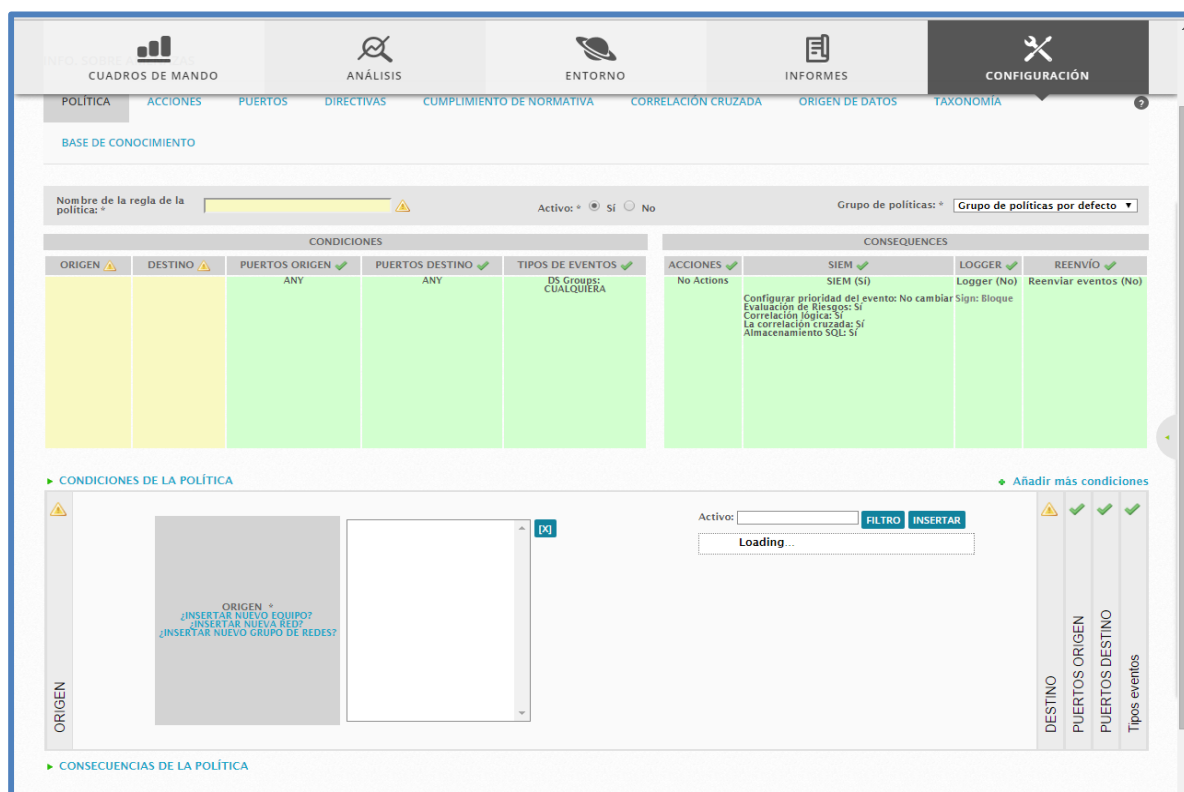 CUADROS DE MANDO
ANÁLISIS
ENTORNO
INFORMES
CONFIGURACIÓN
POLÍTICA
ACCIONES
PUERTOS
DIRECTIVAS
CUMPLIMIENTO DE NORMATIVA
CORRELACIÓN CRUZADA
ORIGEN DE DATOS
TAXONOMÍA
?
BASE DE CONOCIMIENTO
Nombre de la regla de la
política: *
Activo: * Sí No
Grupo de políticas: * Grupo de políticas por defecto
CONDICIONES
CONSEQUENCES
ORIGEN
DESTINO
PUERTOS ORIGEN
PUERTOS DESTINO
TIPOS DE EVENTOS
ACCIONES
SIEM
LOGGER
REENVÍO
ANY
ANY
DS Groups:
CUALQUIERA
No Actions
SIEM (Sí)
Configurar prioridad del evento: No cambiar
Evaluación de Riesgos: Sí
Correlación lógica: Sí
La correlación cruzada: Sí
Almacenamiento SQL: Sí
Logger (No)
Sign: Bloque
Reenviar eventos (No)
CONDICIONES DE LA POLÍTICA
Añadir más condiciones
ORIGEN
ORIGEN *
¿INSERTAR NUEVO EQUIPO?
¿INSERTAR NUEVA RED?
¿INSERTAR NUEVO GRUPO DE REDES?
[X]
Activo:
FILTRO
INSERTAR
Loading...
DESTINO
PUERTOS ORIGEN
PUERTOS DESTINO
Tipos eventos
CONSECUENCIAS DE LA POLÍTICA